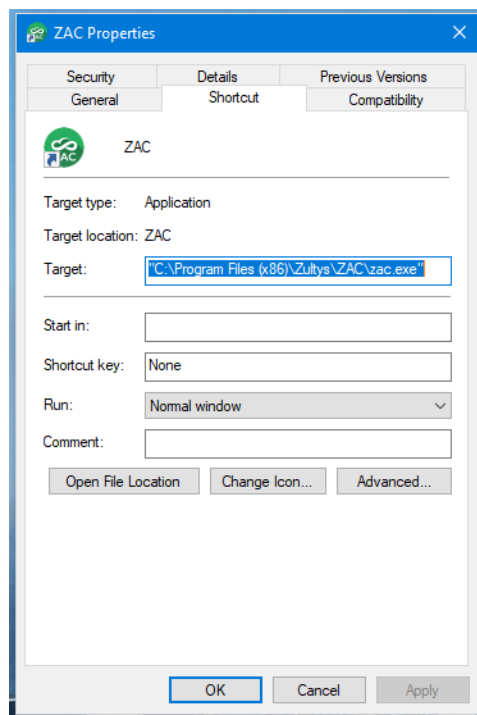 ZAC Properties
Security Details Previous Versions
General Shortcut Compatibility
AC ZAC
Target type: Application
Target location: ZAC
Target: "C:\Program Files (x86)\Zultys\ZAC\zac.exe"
Start in:
Shortcut key: None
Run: Normal window
Comment:
Open File Location Change Icon... Advanced...
OK Cancel Apply